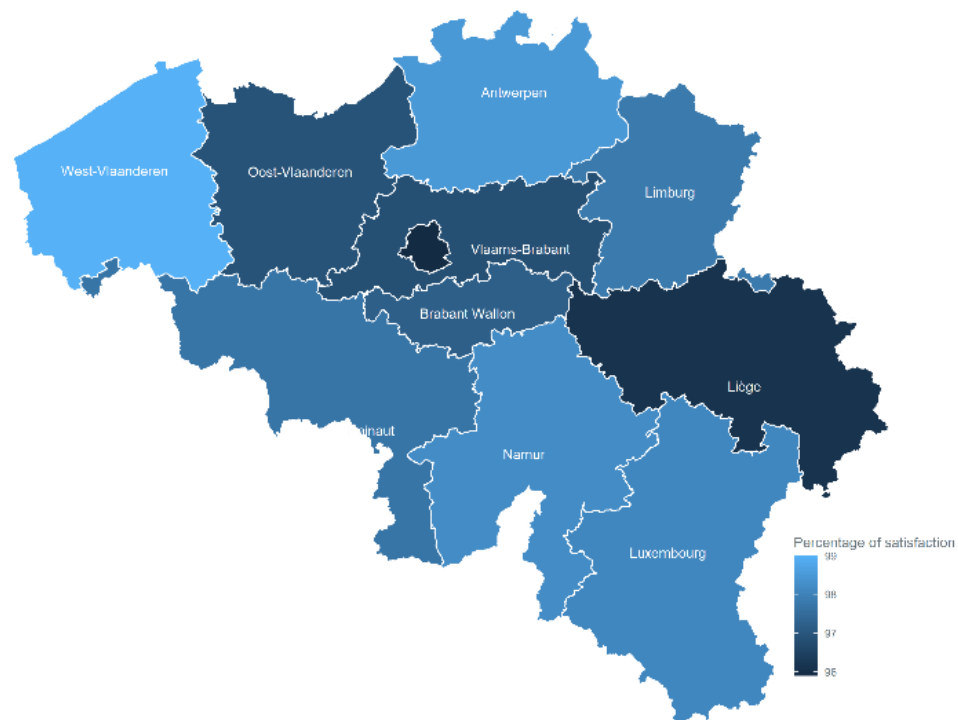 Antwerpen
West-Vlaanderen
Oost-Vlaanderen
Limburg
Vlaams-Brabant
Brabant Wallon
Liège
Namur
Luxembourg
Percentage of satisfaction
99
98
97
96